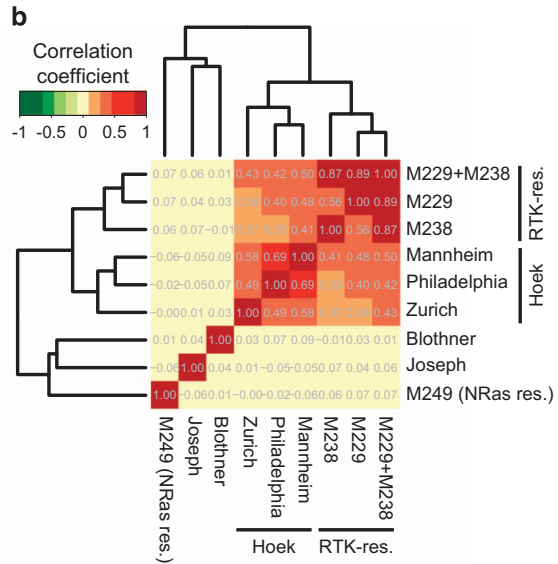 b
Correlation
coefficient
-1 -0.5 0 0.5 1
0.07 0.06 0.01 0.43 0.42 0.50 0.87 0.89 1.00 M229+M238
0.07 0.04 0.03 0.40 0.48 0.56 1.00 0.89 M229
0.06 0.07 −0.01 0.41 1.00 0.56 0.87 M238
−0.06 −0.05 0.09 0.58 0.69 1.00 0.41 0.48 0.50 Mannheim
−0.02 −0.05 0.07 0.49 1.00 0.69 0.40 0.42 Philadelphia
−0.00 0.01 0.03 1.00 0.49 0.58 0.43 Zurich
0.01 0.04 1.00 0.03 0.07 0.09 −0.01 0.03 0.01 Blothner
−0.06 1.00 0.04 0.01 −0.05 −0.05 0.07 0.04 0.06 Joseph
1.00 −0.06 0.01 −0.00 −0.02 −0.06 0.06 0.07 0.07 M249 (NRas res.)
RTK-res.
Hoek
M249 (NRas res.)
Joseph
Blothner
Zurich
Philadelphia
Mannheim
M238
M229
M229+M238
Hoek
RTK-res.